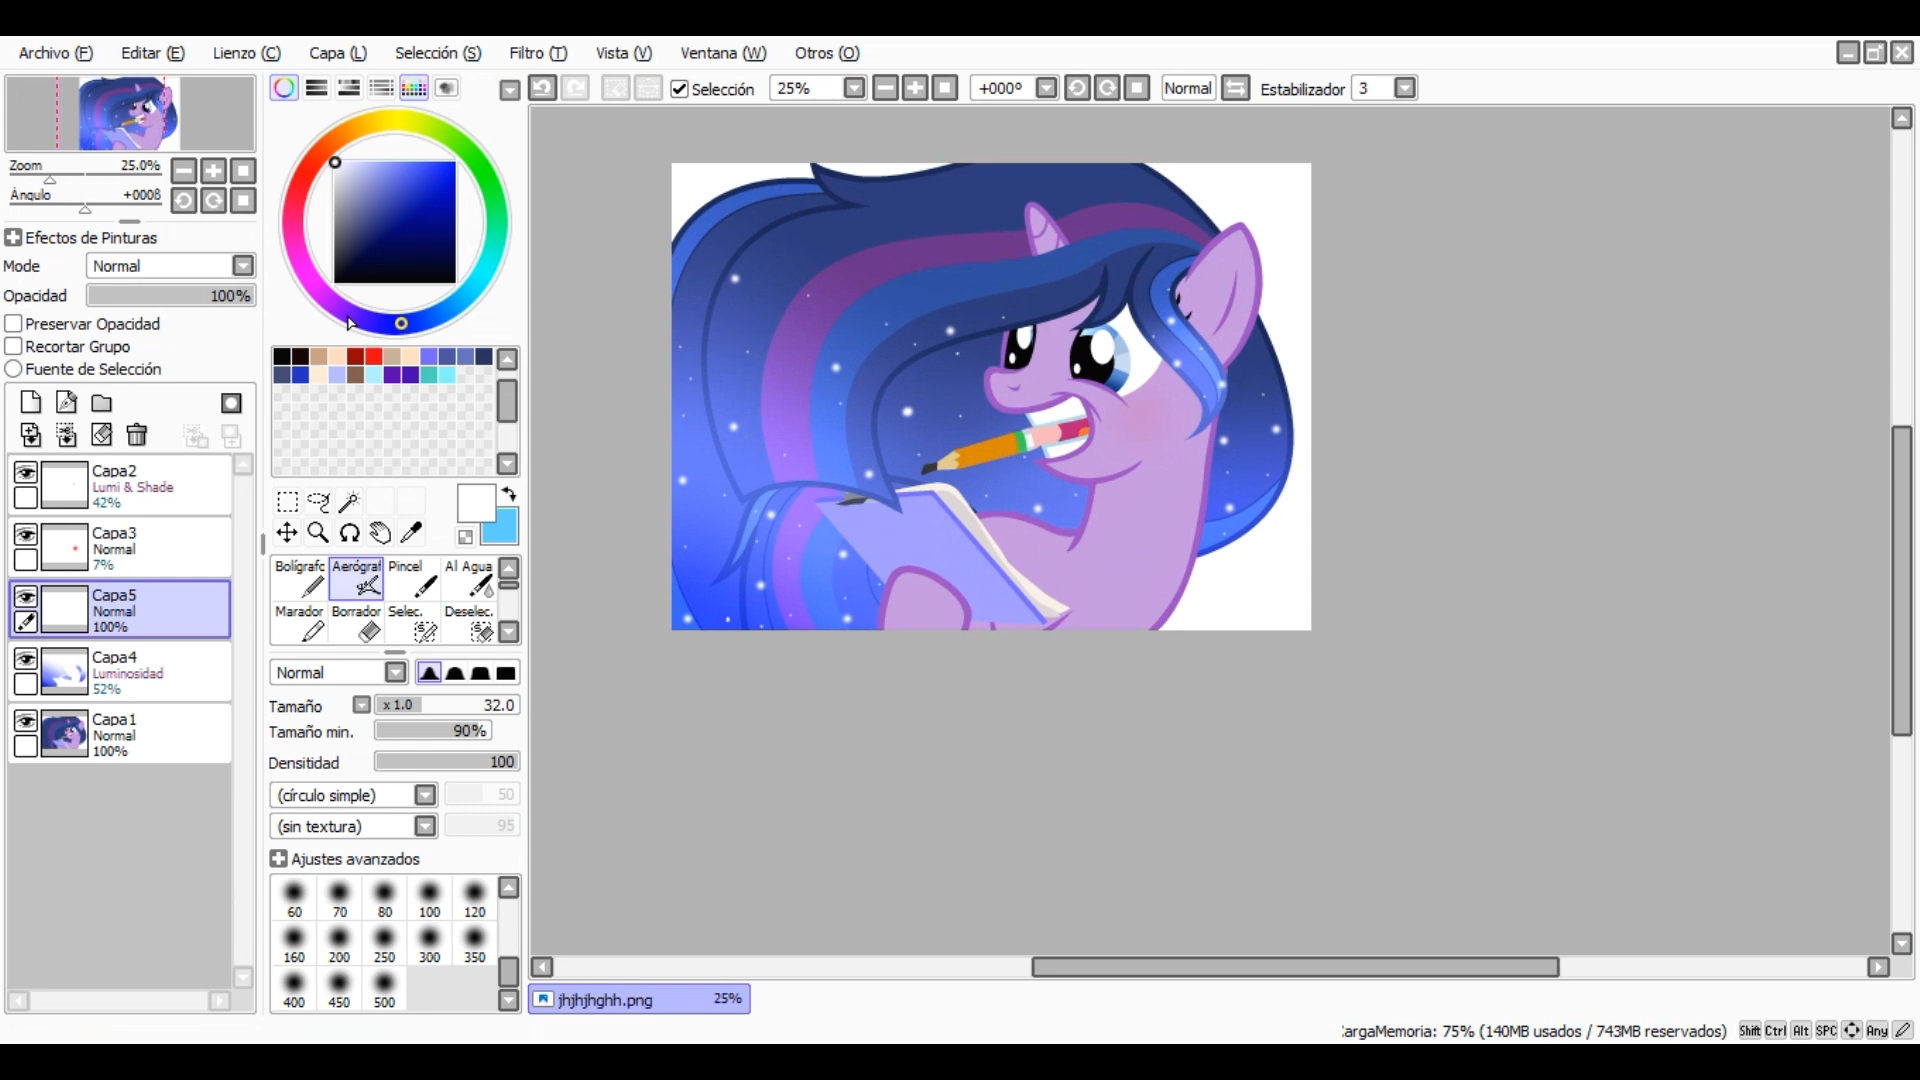 Archivo (F) Editar (E) Lienzo (C) Capa (L) Selección (S) Filtro (T) Vista (V) Ventana (W) Otros (O)
Selección 25% +000º Normal Estabilizador 3
Zoom 25.0%
Ángulo +000ß
Efectos de Pinturas
Mode Normal
Opacidad 100%
Preservar Opacidad
Recortar Grupo
Fuente de Selección
Capa2
Lumi & Shade
42%
Capa3
Normal
7%
Capa5
Normal
100%
Capa4
Luminosidad
52%
Capa1
Normal
100%
Bolígrafc Aerógraf Pincel Al Agua
Marador Borrador Selec. Deselec.
Normal
Tamaño x 1.0 32.0
Tamaño min. 90%
Densitidad 100
(círculo simple) 50
(sin textura) 95
Ajustes avanzados
60 70 80 100 120
160 200 250 300 350
400 450 500
jhjhjhghh.png 25%
:argaMemoria: 75% (140MB usados / 743MB reservados) Shift Ctrl Alt SPC Any